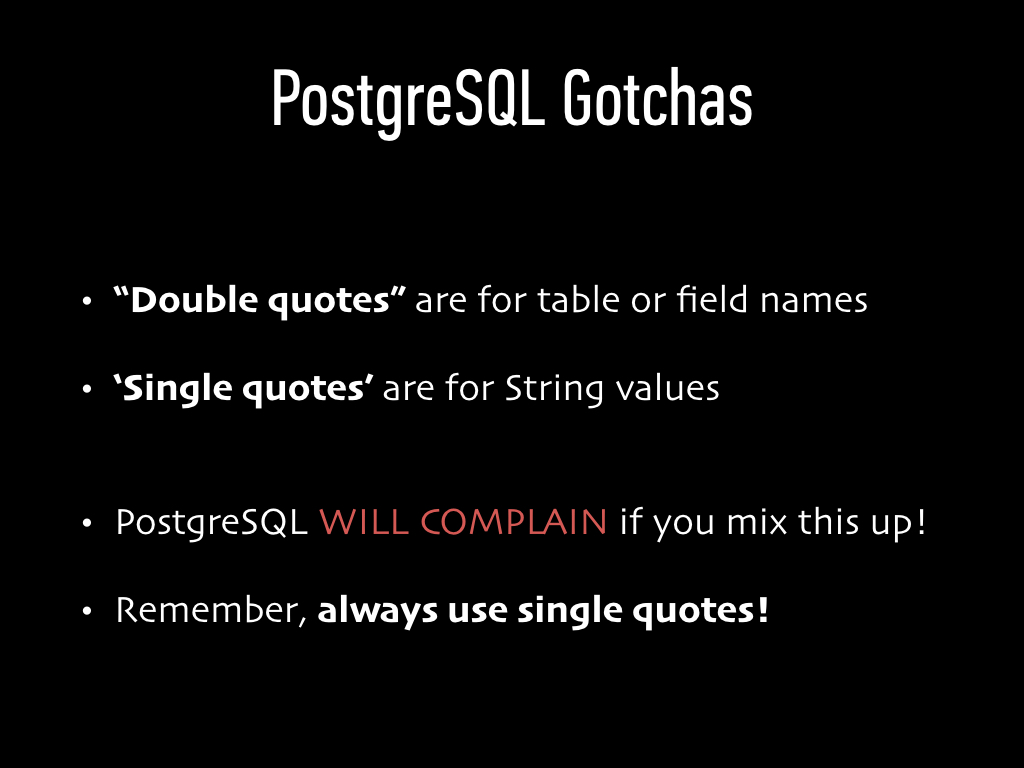 PostgreSQL Gotchas
• “Double quotes” are for table or field names
• ‘Single quotes’ are for String values
• PostgreSQL WILL COMPLAIN if you mix this up!
• Remember, always use single quotes!